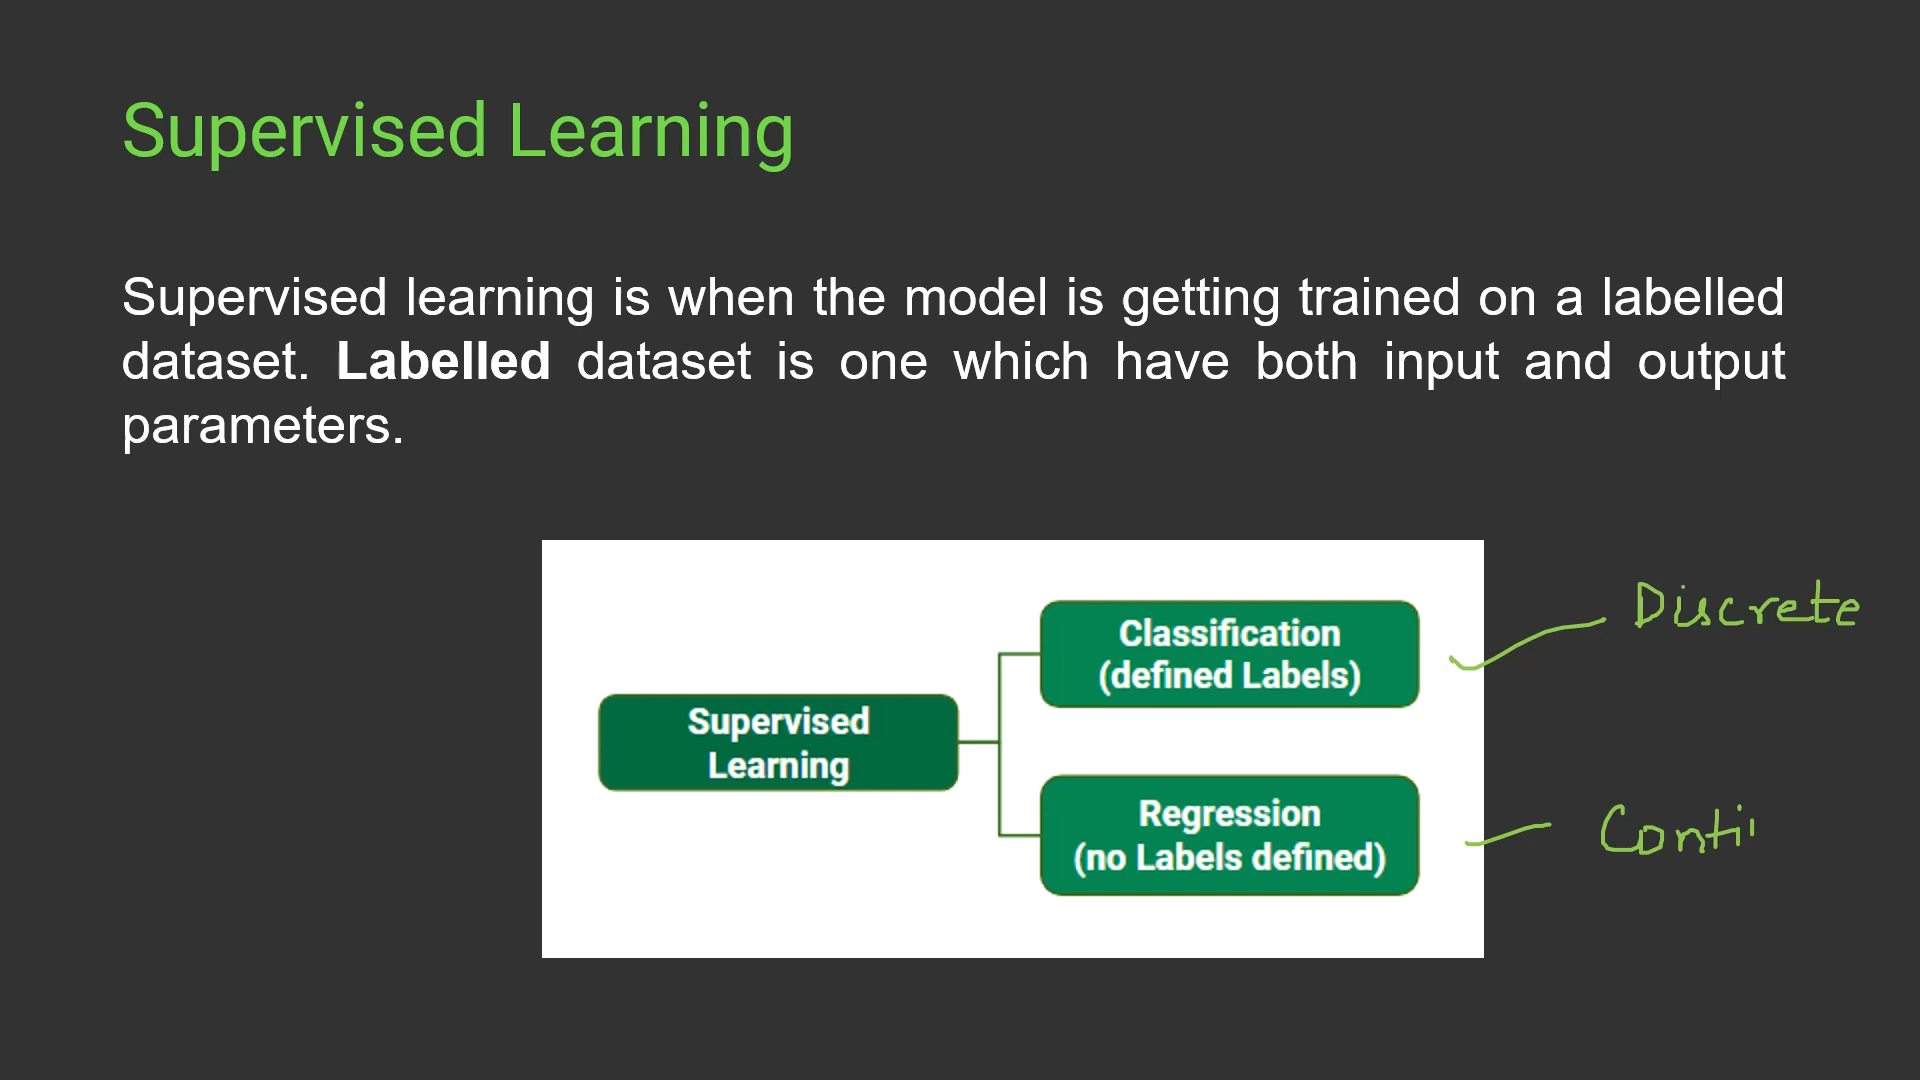 Supervised Learning
Supervised learning is when the model is getting trained on a labelled
dataset. Labelled dataset is one which have both input and output
parameters.
Classification
(defined Labels)
Discrete
Supervised
Learning
Regression
(no Labels defined)
Conti